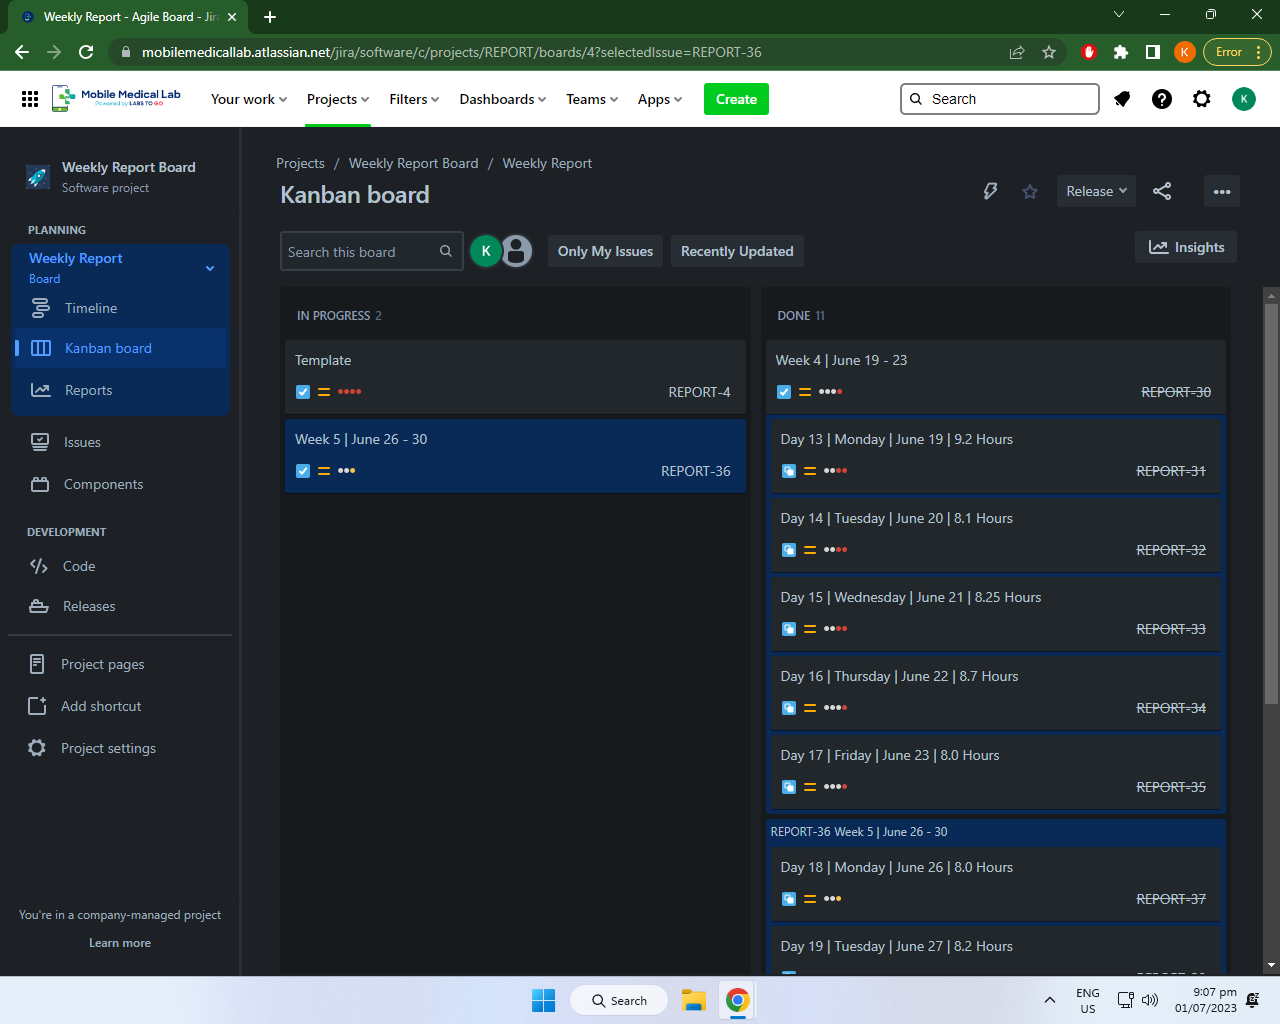 Weekly Report - Agile Board - Jir
mobilemedicallab.atlassian.net/jira/software/c/projects/REPORT/boards/4?selectedIssue=REPORT-36
K
Error
Mobile Medical Lab
Powered by LABS TO GO
Your work
Projects
Filters
Dashboards
Teams
Apps
Create
Search
K
Weekly Report Board
Software project
PLANNING
Weekly Report
Board
Timeline
Kanban board
Reports
Issues
Components
DEVELOPMENT
Code
Releases
Project pages
Add shortcut
Project settings
You're in a company-managed project
Learn more
Projects / Weekly Report Board / Weekly Report
Kanban board
Release
Search this board
K
Only My Issues
Recently Updated
Insights
IN PROGRESS 2
Template
REPORT-4
Week 5 | June 26 - 30
REPORT-36
DONE 11
Week 4 | June 19 - 23
REPORT-30
Day 13 | Monday | June 19 | 9.2 Hours
REPORT-31
Day 14 | Tuesday | June 20 | 8.1 Hours
REPORT-32
Day 15 | Wednesday | June 21 | 8.25 Hours
REPORT-33
Day 16 | Thursday | June 22 | 8.7 Hours
REPORT-34
Day 17 | Friday | June 23 | 8.0 Hours
REPORT-35
REPORT-36 Week 5 | June 26 - 30
Day 18 | Monday | June 26 | 8.0 Hours
REPORT-37
Day 19 | Tuesday | June 27 | 8.2 Hours
Search
ENG
US
9:07 pm
01/07/2023